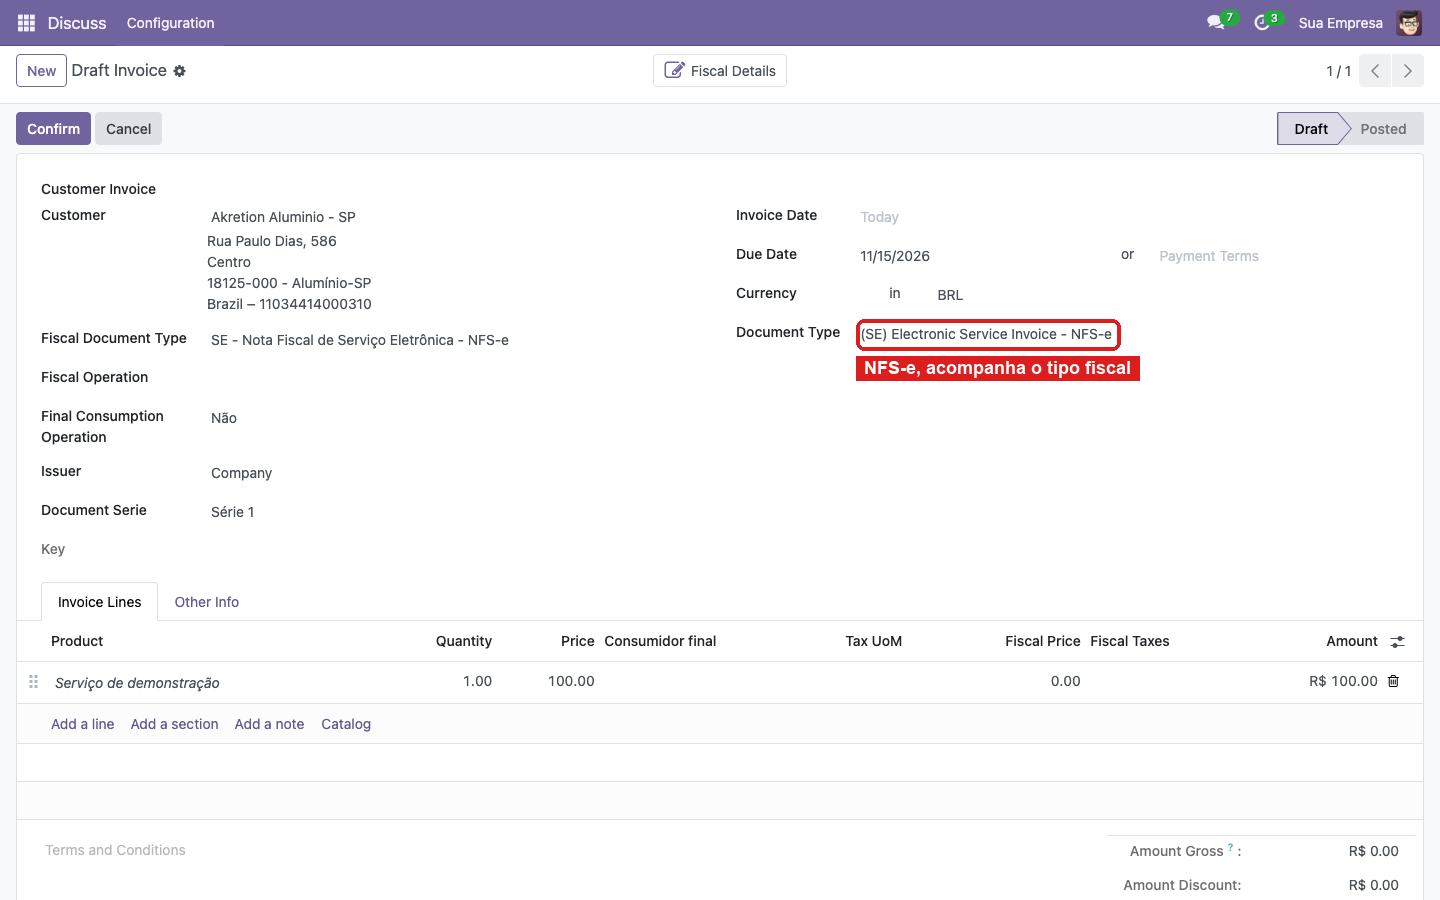 Discuss Configuration 7 3 Sua Empresa
New Draft Invoice Fiscal Details 1 / 1
Confirm Cancel Draft Posted
Customer Invoice
Customer Akretion Aluminio - SP
Rua Paulo Dias, 586
Centro
18125-000 - Alumínio-SP
Brazil – 11034414000310
Fiscal Document Type SE - Nota Fiscal de Serviço Eletrônica - NFS-e
Fiscal Operation
Final Consumption Operation Não
Issuer Company
Document Serie Série 1
Key
Invoice Date Today
Due Date 11/15/2026 or Payment Terms
Currency in BRL
Document Type (SE) Electronic Service Invoice - NFS-e
NFS-e, acompanha o tipo fiscal
Invoice Lines Other Info
Product Quantity Price Consumidor final Tax UoM Fiscal Price Fiscal Taxes Amount
Serviço de demonstração 1.00 100.00 0.00 R$ 100.00
Add a line Add a section Add a note Catalog
Terms and Conditions
Amount Gross ? : R$ 0.00
Amount Discount: R$ 0.00